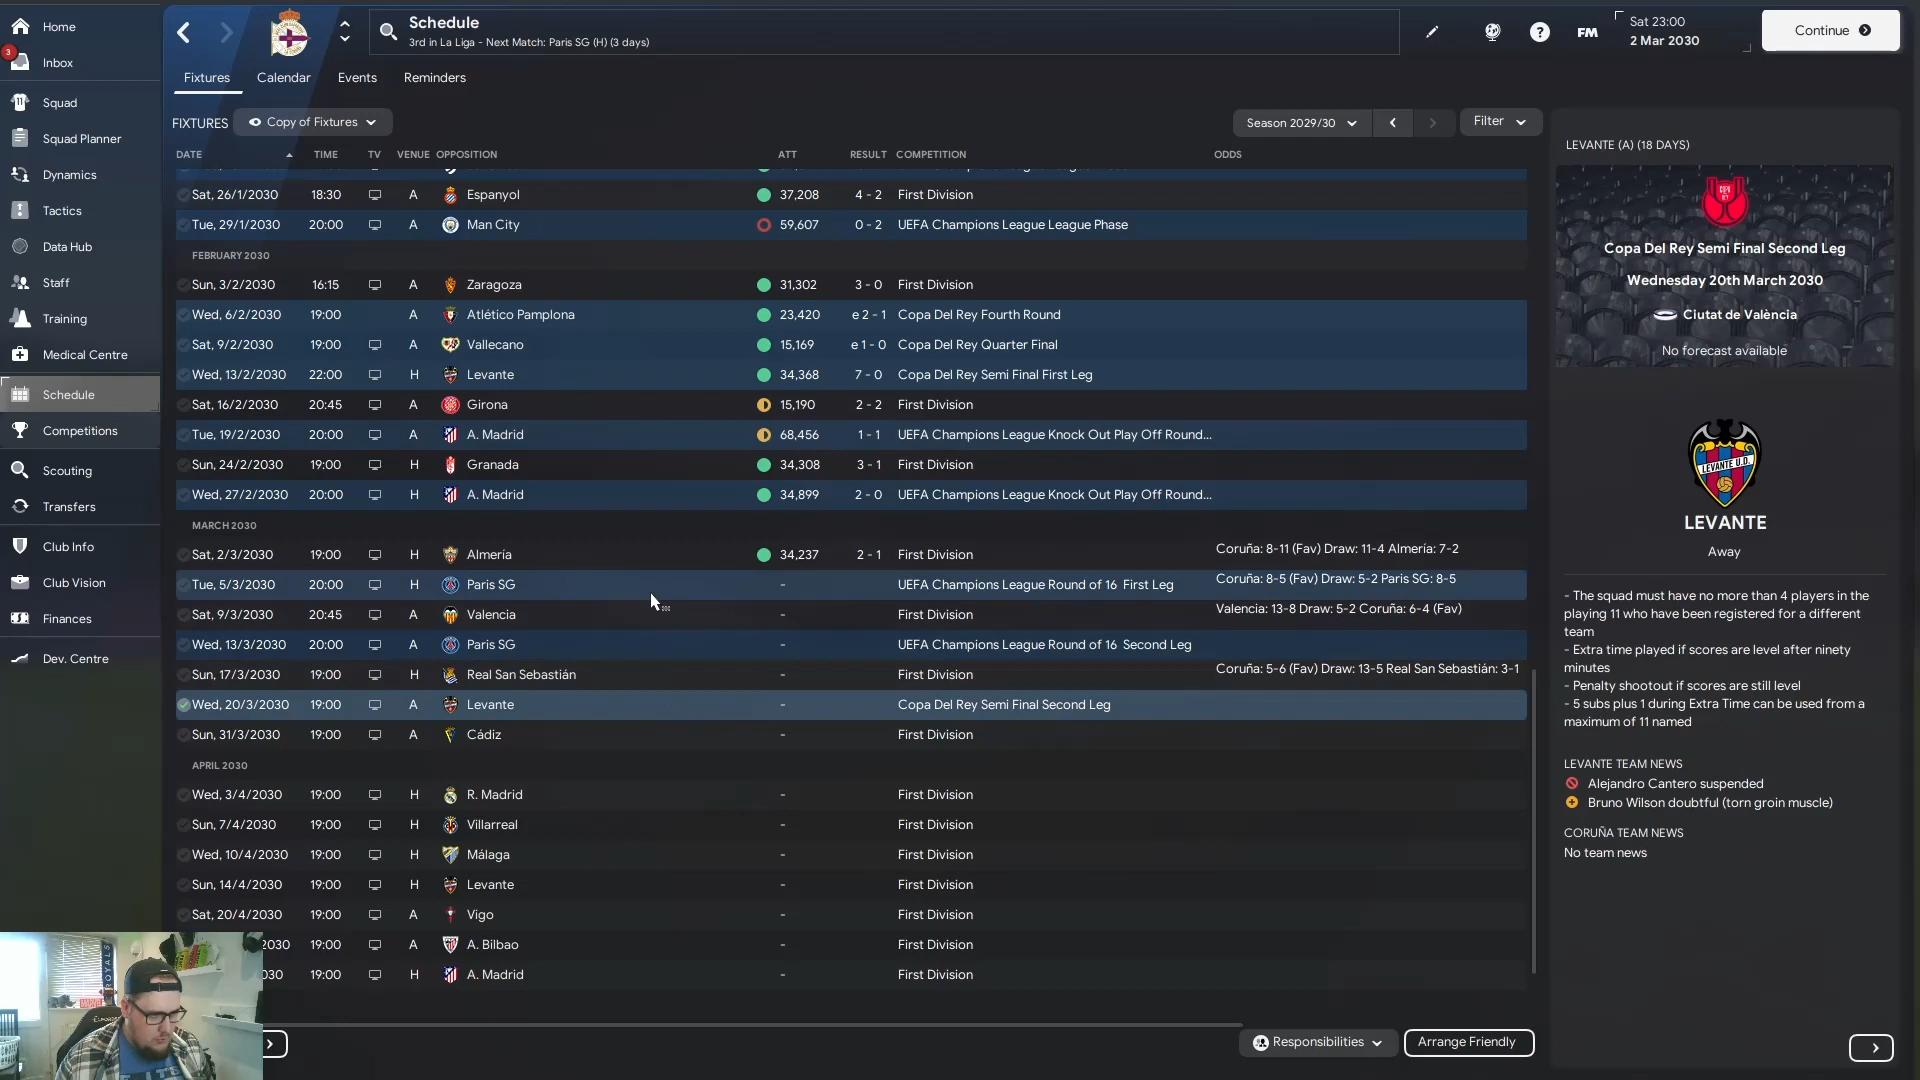 Home
3
Inbox
Squad
Squad Planner
Dynamics
Tactics
Data Hub
Staff
Training
Medical Centre
Schedule
Competitions
Scouting
Transfers
Club Info
Club Vision
Finances
Dev. Centre
Schedule
3rd in La Liga - Next Match: Paris SG (H) (3 days)
FM
Sat 23:00
2 Mar 2030
Continue
Fixtures Calendar Events Reminders
FIXTURES Copy of Fixtures
Season 2029/30 Filter
DATE TIME TV VENUE OPPOSITION ATT RESULT COMPETITION ODDS
Sat, 26/1/2030 18:30 A Espanyol 37,208 4 - 2 First Division
Tue, 29/1/2030 20:00 A Man City 59,607 0 - 2 UEFA Champions League League Phase
FEBRUARY 2030
Sun, 3/2/2030 16:15 A Zaragoza 31,302 3 - 0 First Division
Wed, 6/2/2030 19:00 A Atlético Pamplona 23,420 e 2 - 1 Copa Del Rey Fourth Round
Sat, 9/2/2030 19:00 A Vallecano 15,169 e 1 - 0 Copa Del Rey Quarter Final
Wed, 13/2/2030 22:00 H Levante 34,368 7 - 0 Copa Del Rey Semi Final First Leg
Sat, 16/2/2030 20:45 A Girona 15,190 2 - 2 First Division
Tue, 19/2/2030 20:00 A A. Madrid 68,456 1 - 1 UEFA Champions League Knock Out Play Off Round...
Sun, 24/2/2030 19:00 H Granada 34,308 3 - 1 First Division
Wed, 27/2/2030 20:00 H A. Madrid 34,899 2 - 0 UEFA Champions League Knock Out Play Off Round...
MARCH 2030
Sat, 2/3/2030 19:00 H Almería 34,237 2 - 1 First Division Coruña: 8-11 (Fav) Draw: 11-4 Almería: 7-2
Tue, 5/3/2030 20:00 H Paris SG - UEFA Champions League Round of 16 First Leg Coruña: 8-5 (Fav) Draw: 5-2 Paris SG: 8-5
Sat, 9/3/2030 20:45 A Valencia - First Division Valencia: 13-8 Draw: 5-2 Coruña: 6-4 (Fav)
Wed, 13/3/2030 20:00 A Paris SG - UEFA Champions League Round of 16 Second Leg
Sun, 17/3/2030 19:00 H Real San Sebastián - First Division Coruña: 5-6 (Fav) Draw: 13-5 Real San Sebastián: 3-1
Wed, 20/3/2030 19:00 A Levante - Copa Del Rey Semi Final Second Leg
Sun, 31/3/2030 19:00 A Cádiz - First Division
APRIL 2030
Wed, 3/4/2030 19:00 H R. Madrid - First Division
Sun, 7/4/2030 19:00 H Villarreal - First Division
Wed, 10/4/2030 19:00 H Málaga - First Division
Sun, 14/4/2030 19:00 H Levante - First Division
Sat, 20/4/2030 19:00 A Vigo - First Division
2030 19:00 A A. Bilbao - First Division
030 19:00 H A. Madrid - First Division
Responsibilities Arrange Friendly
LEVANTE (A) (18 DAYS)
Copa Del Rey Semi Final Second Leg
Wednesday 20th March 2030
Ciutat de València
No forecast available
LEVANTE U.D.
LEVANTE
Away
- The squad must have no more than 4 players in the
playing 11 who have been registered for a different
team
- Extra time played if scores are level after ninety
minutes
- Penalty shootout if scores are still level
- 5 subs plus 1 during Extra Time can be used from a
maximum of 11 named
LEVANTE TEAM NEWS
Alejandro Cantero suspended
Bruno Wilson doubtful (torn groin muscle)
CORUÑA TEAM NEWS
No team news
ROYALS